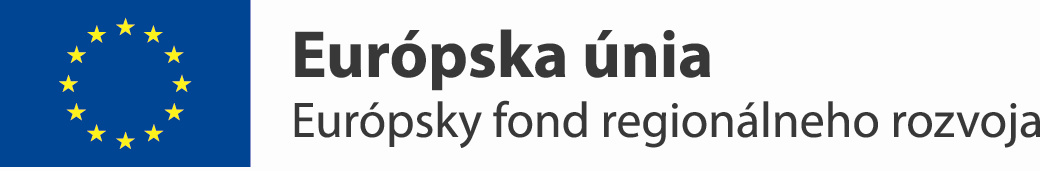 Európska únia
Európsky fond regionálneho rozvoja